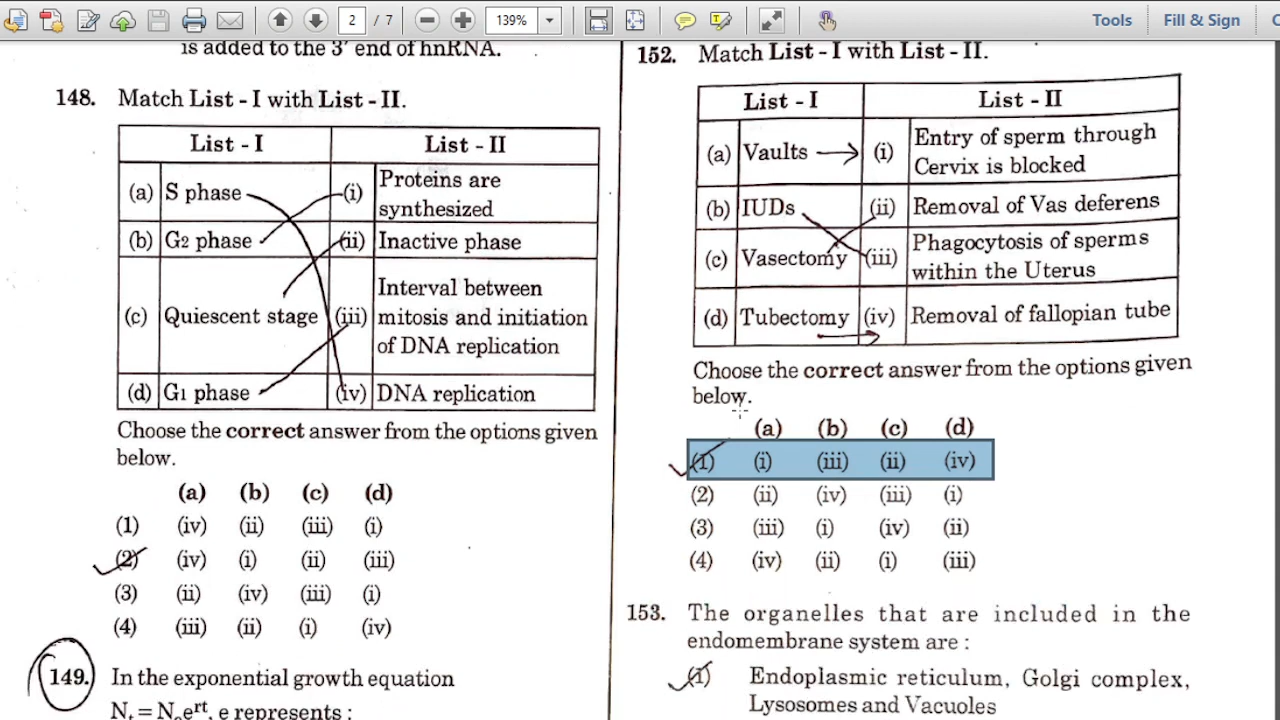 2 / 7
139%
Tools
Fill & Sign
is added to the 3' end of hnRNA.
148. Match List - I with List - II.
List - I List - II
(a) S phase (i) Proteins are
synthesized
(b) G2 phase (ii) Inactive phase
(c) Quiescent stage (iii) Interval between
mitosis and initiation
of DNA replication
(d) G1 phase (iv) DNA replication
Choose the correct answer from the options given
below.
(a) (b) (c) (d)
(1) (iv) (ii) (iii) (i)
(2) (iv) (i) (ii) (iii)
(3) (ii) (iv) (iii) (i)
(4) (iii) (ii) (i) (iv)
149. In the exponential growth equation
Nt = Noert, e represents :
152. Match List - I with List - II.
List - I List - II
(a) Vaults (i) Entry of sperm through
Cervix is blocked
(b) IUDs (ii) Removal of Vas deferens
(c) Vasectomy (iii) Phagocytosis of sperms
within the Uterus
(d) Tubectomy (iv) Removal of fallopian tube
Choose the correct answer from the options given
below.
(a) (b) (c) (d)
(1) (i) (iii) (ii) (iv)
(2) (ii) (iv) (iii) (i)
(3) (iii) (i) (iv) (ii)
(4) (iv) (ii) (i) (iii)
153. The organelles that are included in the
endomembrane system are :
(1) Endoplasmic reticulum, Golgi complex,
Lysosomes and Vacuoles